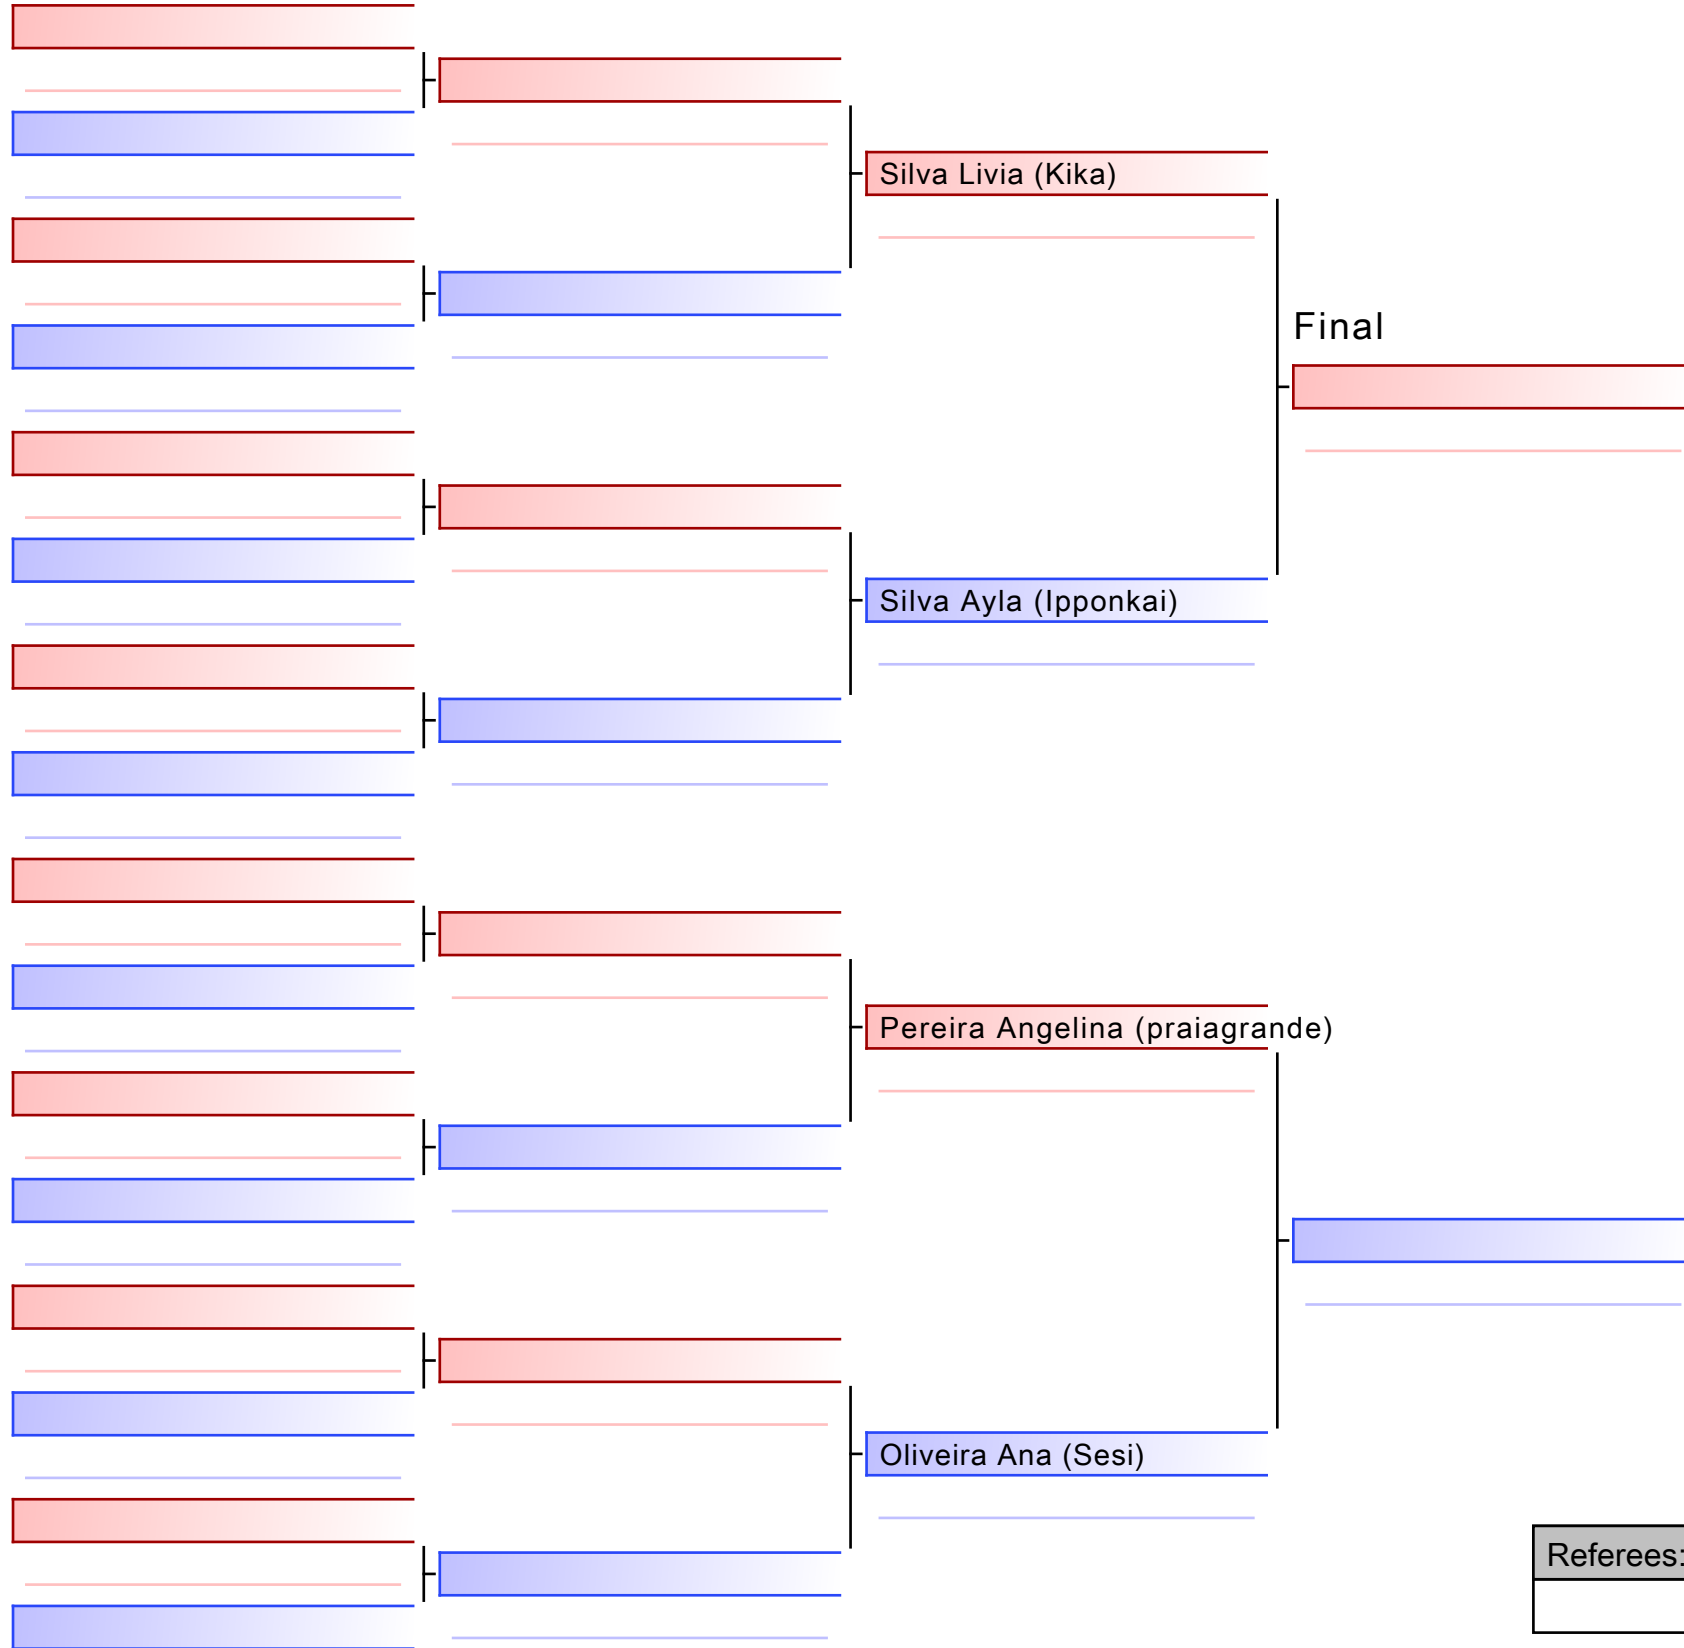 Silva Livia (Kika)
Final
Silva Ayla (Ipponkai)
Pereira Angelina (praiagrande)
Oliveira Ana (Sesi)
Referees: